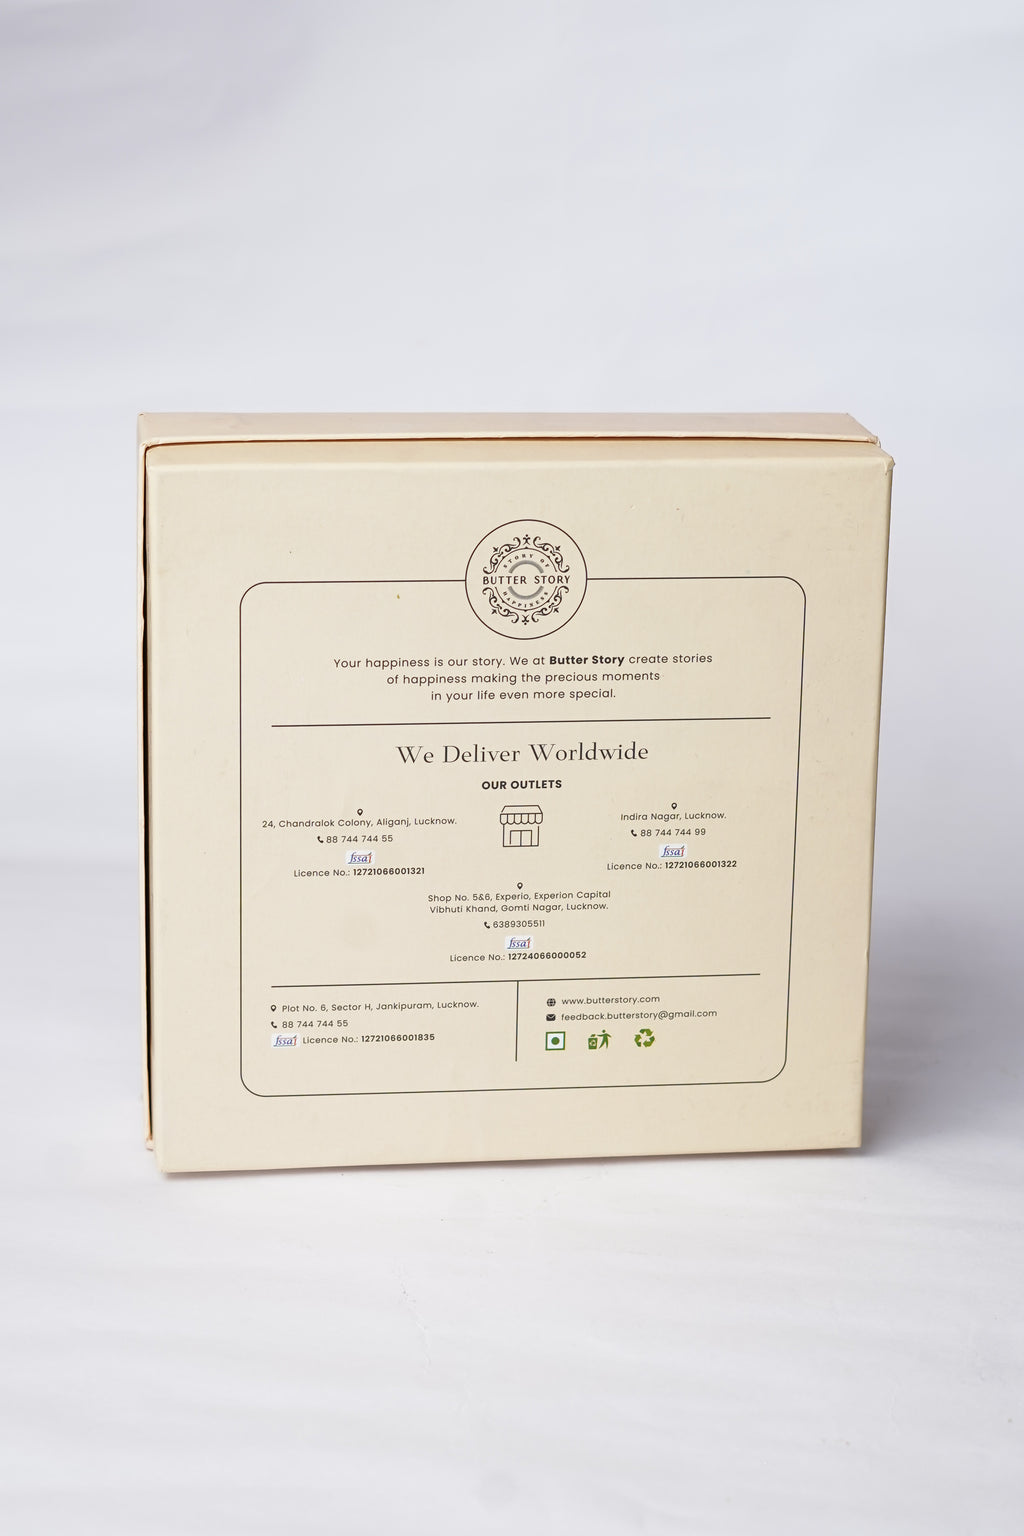 STORY OF
BUTTER STORY
HAPPINESS
Your happiness is our story. We at Butter Story create stories
of happiness making the precious moments
in your life even more special.
We Deliver Worldwide
OUR OUTLETS
24, Chandralok Colony, Aliganj, Lucknow.
88 744 744 55
fssai
Licence No.: 12721066001321
Indira Nagar, Lucknow.
88 744 744 99
fssai
Licence No.: 12721066001322
Shop No. 5&6, Experio, Experion Capital
Vibhuti Khand, Gomti Nagar, Lucknow.
6389305511
fssai
Licence No.: 12724066000052
Plot No. 6, Sector H, Jankipuram, Lucknow.
88 744 744 55
fssai Licence No.: 12721066001835
www.butterstory.com
feedback.butterstory@gmail.com